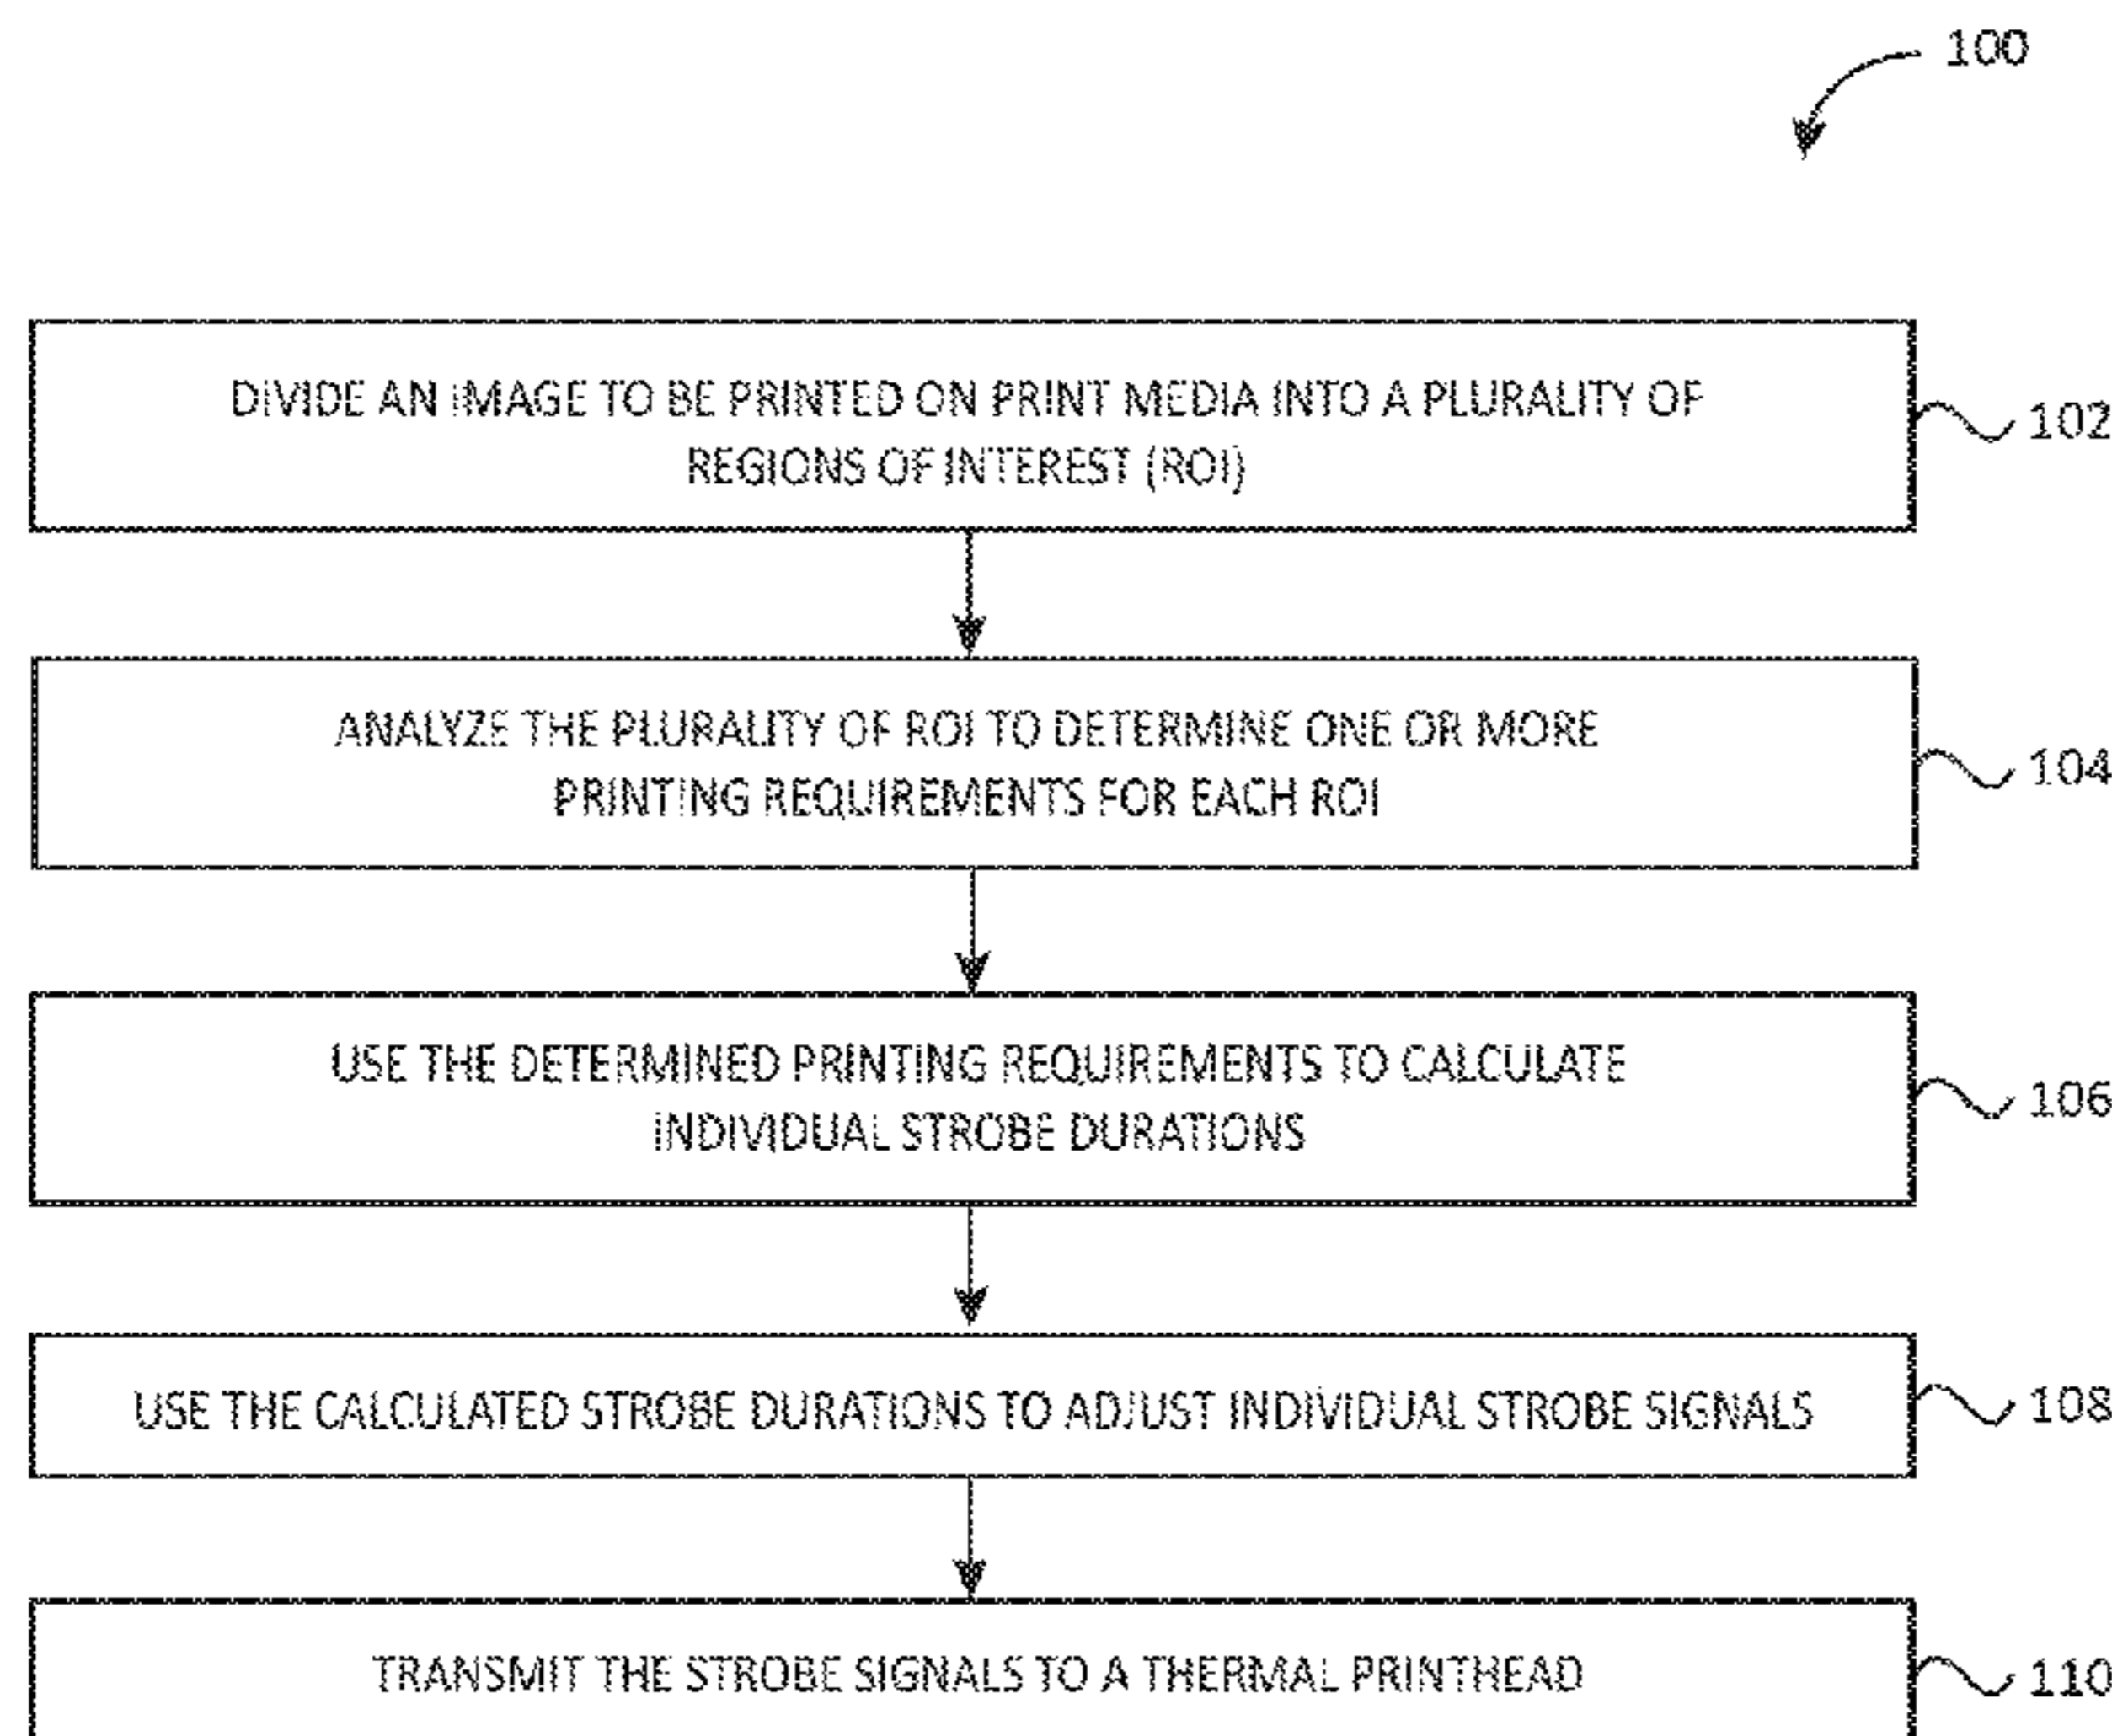 100
DIVIDE AN IMAGE TO BE PRINTED ON PRINT MEDIA INTO A PLURALITY OF
REGIONS OF INTEREST (ROI)
102
ANALYZE THE PLURALITY OF ROI TO DETERMINE ONE OR MORE
PRINTING REQUIREMENTS FOR EACH ROI
104
USE THE DETERMINED PRINTING REQUIREMENTS TO CALCULATE
INDIVIDUAL STROBE DURATIONS
106
USE THE CALCULATED STROBE DURATIONS TO ADJUST INDIVIDUAL STROBE SIGNALS
108
TRANSMIT THE STROBE SIGNALS TO A THERMAL PRINTHEAD
110